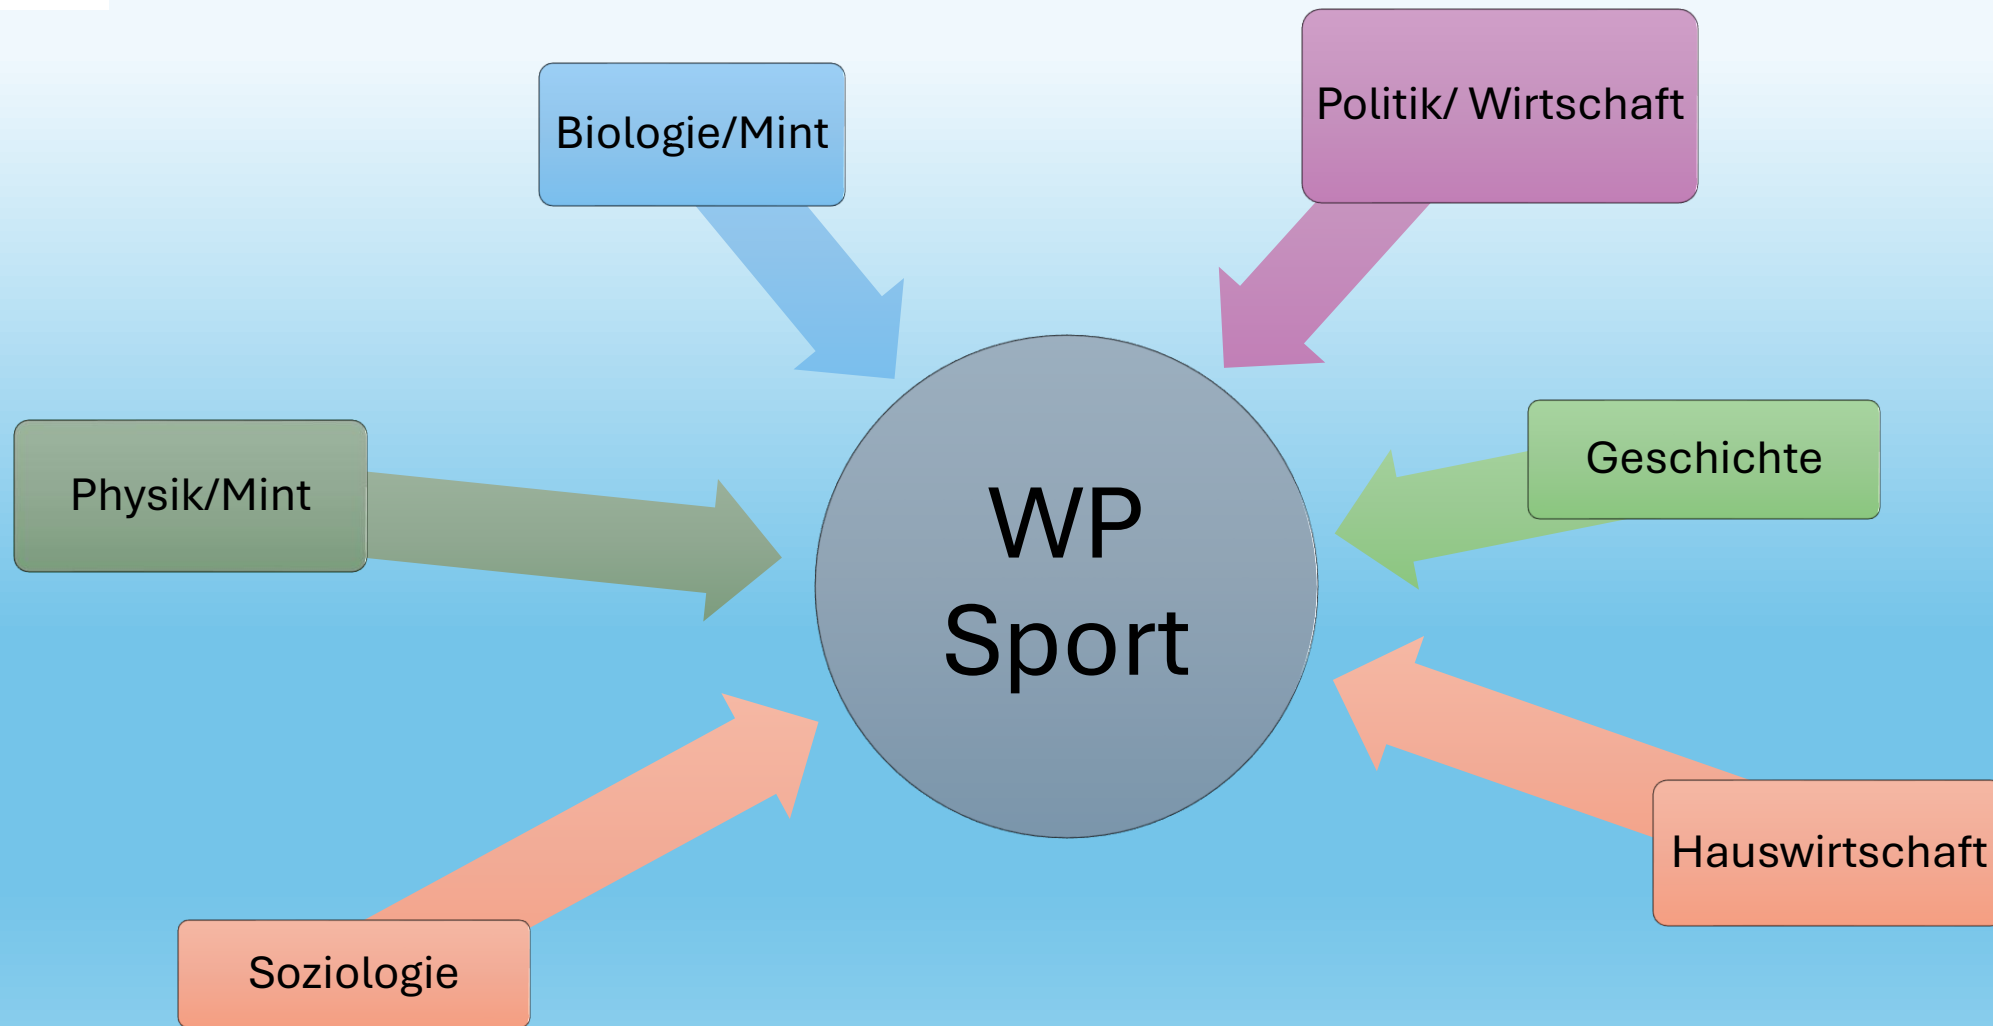 Biologie/Mint
Politik/ Wirtschaft
Physik/Mint
Geschichte
WP
Sport
Hauswirtschaft
Soziologie